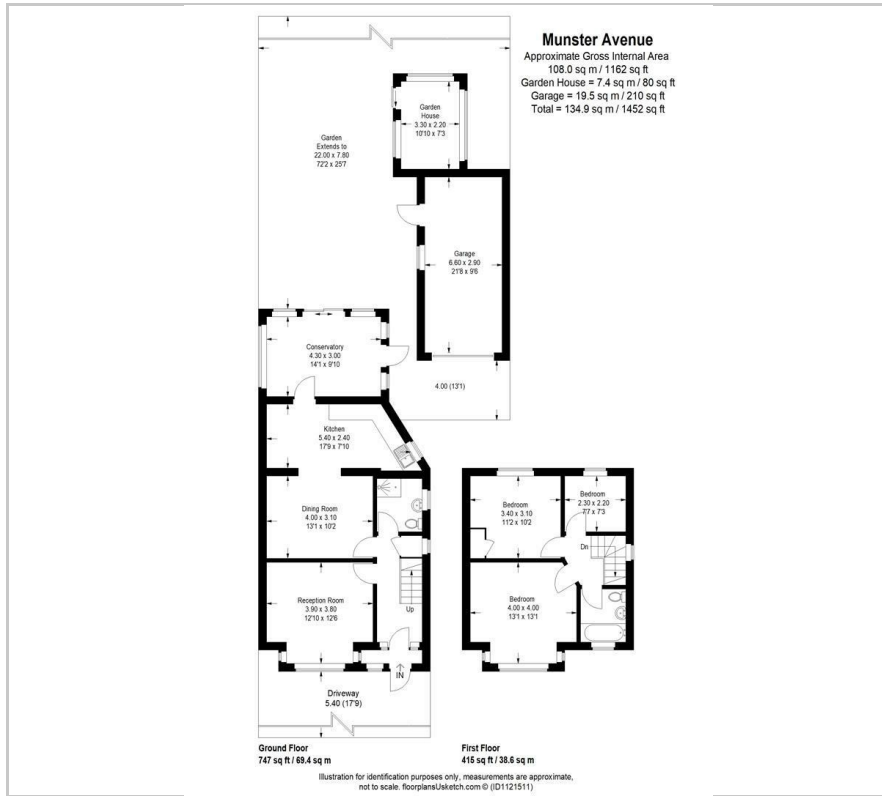 Munster Avenue
Approximate Gross Internal Area
108.0 sq m / 1162 sq ft
Garden House = 7.4 sq m / 80 sq ft
Garage = 19.5 sq m / 210 sq ft
Total = 134.9 sq m / 1452 sq ft
Garden
House
3.30 x 2.20
10'10 x 7'3
Garden
Extends to
22.00 x 7.80
72'2 x 25'7
Garage
6.60 x 2.90
21'8 x 9'6
Conservatory
4.30 x 3.00
14'1 x 9'10
4.00 (13'1)
Kitchen
5.40 x 2.40
17'9 x 7'10
Dining Room
4.00 x 3.10
13'1 x 10'2
Reception Room
3.90 x 3.80
12'10 x 12'6
Up
IN
Driveway
5.40 (17'9)
Bedroom
3.40 x 3.10
11'2 x 10'2
Bedroom
2.30 x 2.20
7'7 x 7'3
Dn
Bedroom
4.00 x 4.00
13'1 x 13'1
Ground Floor
747 sq ft / 69.4 sq m
First Floor
415 sq ft / 38.6 sq m
Illustration for identification purposes only, measurements are approximate,
not to scale. floorplansUsketch.com © (ID1121511)